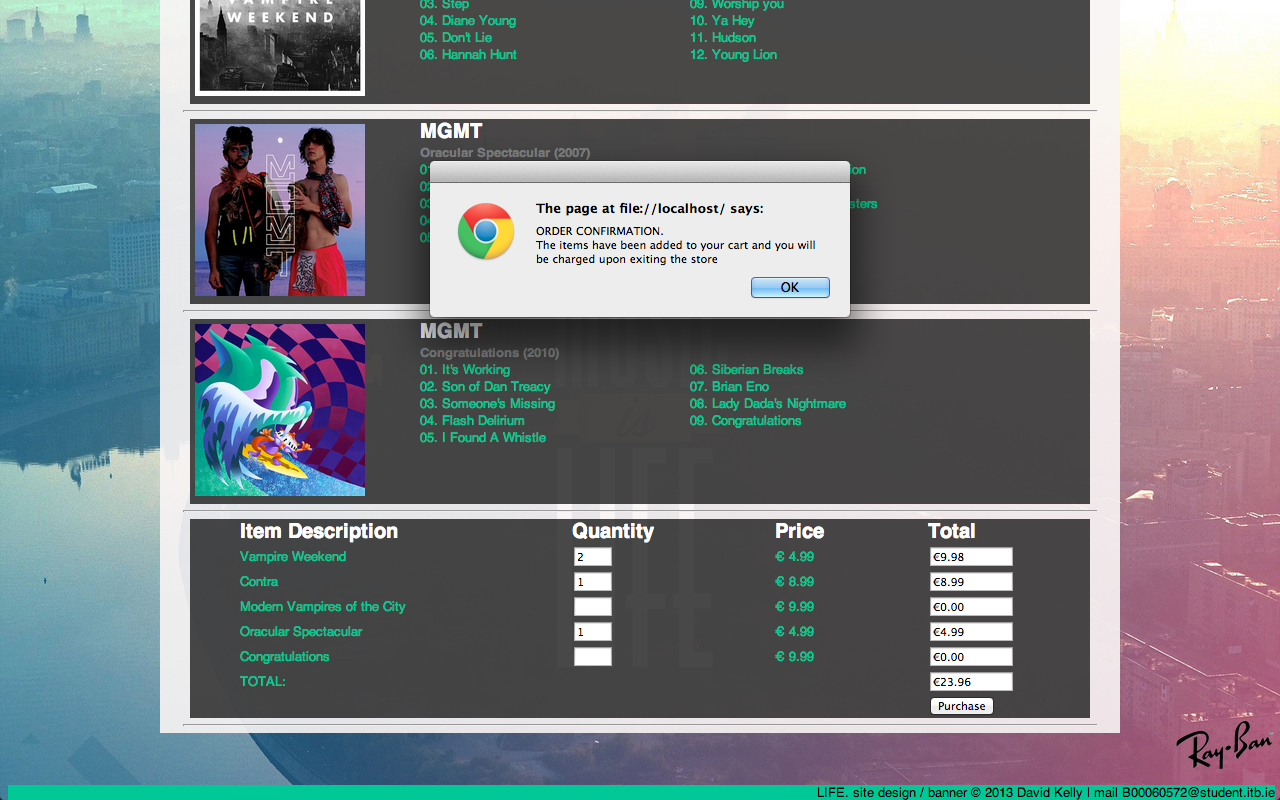 VAMPIRE
WEEKEND
03. Step
04. Diane Young
05. Don't Lie
06. Hannah Hunt
09. Worship you
10. Ya Hey
11. Hudson
12. Young Lion
MGMT
MGMT
Oracular Spectacular (2007)
The page at file://localhost/ says:
ORDER CONFIRMATION.
The items have been added to your cart and you will
be charged upon exiting the store
OK
MGMT
Congratulations (2010)
01. It's Working
02. Son of Dan Treacy
03. Someone's Missing
04. Flash Delirium
05. I Found A Whistle
06. Siberian Breaks
07. Brian Eno
08. Lady Dada's Nightmare
09. Congratulations
is
LIFE
Item Description Quantity Price Total
Vampire Weekend 2 € 4.99 €9.98
Contra 1 € 8.99 €8.99
Modern Vampires of the City € 9.99 €0.00
Oracular Spectacular 1 € 4.99 €4.99
Congratulations € 9.99 €0.00
TOTAL: €23.96
Purchase
Ray-Ban
LIFE. site design / banner © 2013 David Kelly | mail B00060572@student.itb.ie